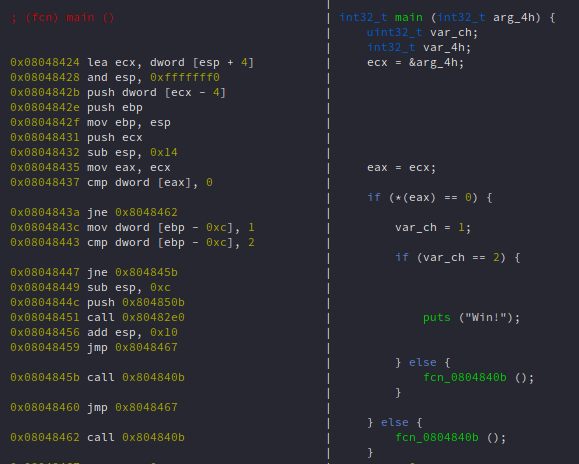 ; (fcn) main () | int32_t main (int32_t arg_4h) {
| uint32_t var_ch;
| int32_t var_4h;
0x08048424 lea ecx, dword [esp + 4] | ecx = &arg_4h;
0x08048428 and esp, 0xfffffff0 |
0x0804842b push dword [ecx - 4] |
0x0804842e push ebp |
0x0804842f mov ebp, esp |
0x08048431 push ecx |
0x08048432 sub esp, 0x14 |
0x08048435 mov eax, ecx | eax = ecx;
0x08048437 cmp dword [eax], 0 |
| if (*(eax) == 0) {
0x0804843a jne 0x8048462 |
0x0804843c mov dword [ebp - 0xc], 1 | var_ch = 1;
0x08048443 cmp dword [ebp - 0xc], 2 |
| if (var_ch == 2) {
0x08048447 jne 0x804845b |
0x08048449 sub esp, 0xc |
0x0804844c push 0x804850b |
0x08048451 call 0x80482e0 | puts ("Win!");
0x08048456 add esp, 0x10 |
0x08048459 jmp 0x8048467 |
| } else {
0x0804845b call 0x804840b | fcn_0804840b ();
| }
0x08048460 jmp 0x8048467 |
| } else {
0x08048462 call 0x804840b | fcn_0804840b ();
| }